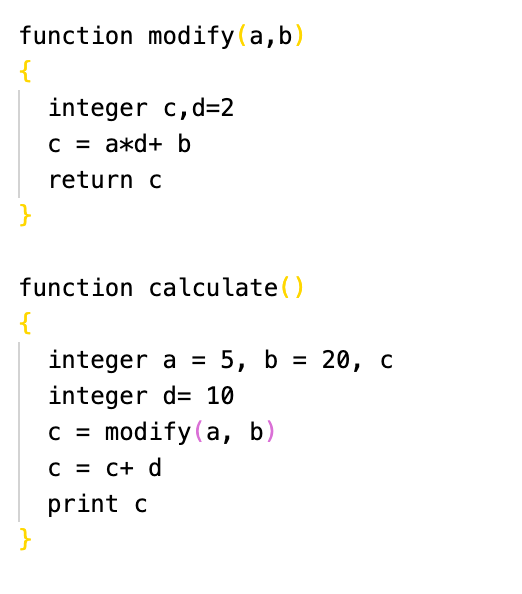 function modify(a,b)
{
integer c,d=2
c = a*d+ b
return c
}
function calculate()
{
integer a = 5, b = 20, c
integer d= 10
c = modify(a, b)
c = c+ d
print c
}